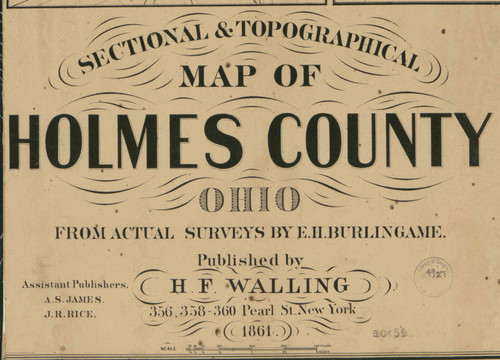 SECTIONAL & TOPOGRAPHICAL
MAP OF
HOLMES COUNTY
OHIO
FROM ACTUAL SURVEYS BY E.H.BURLINGAME.
Published by
H.F. WALLING
356, 358-360 Pearl St. New York
1861.
Assistant Publishers,
A.S. JAMES.
J.R. RICE.
SCALE